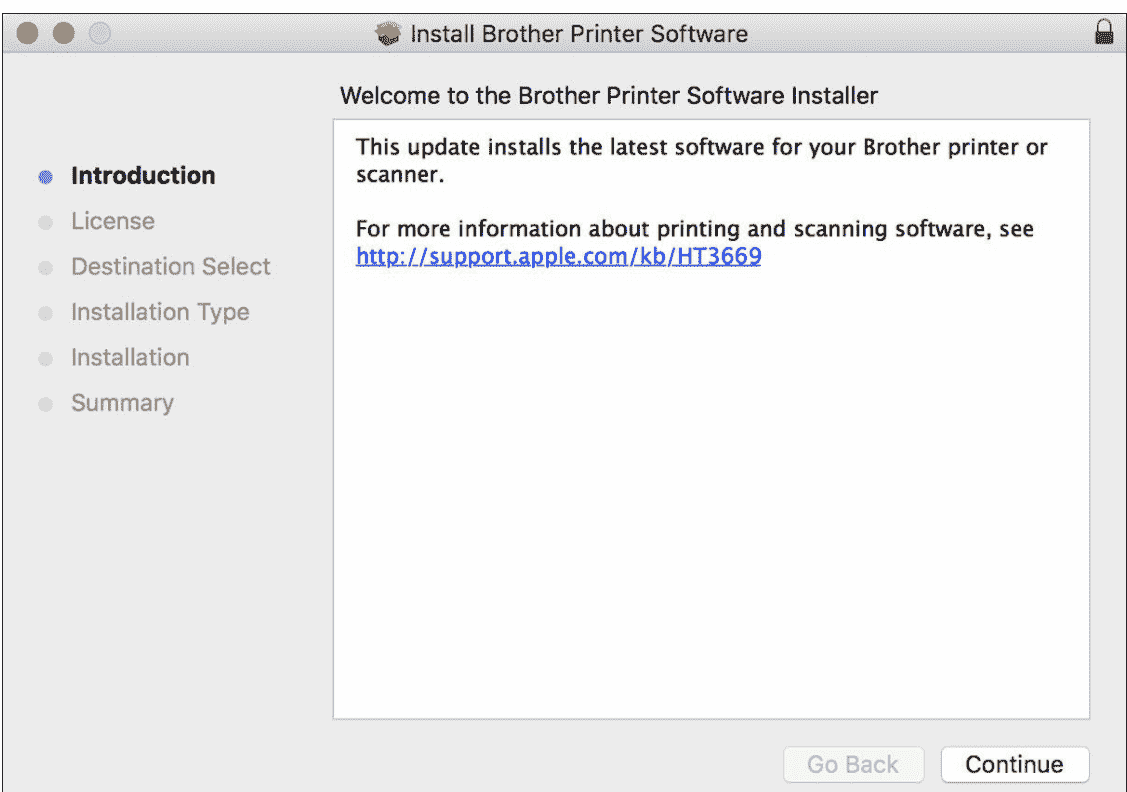 Install Brother Printer Software
Welcome to the Brother Printer Software Installer
Introduction
License
Destination Select
Installation Type
Installation
Summary
This update installs the latest software for your Brother printer or
scanner.
For more information about printing and scanning software, see
http://support.apple.com/kb/HT3669
Go Back
Continue